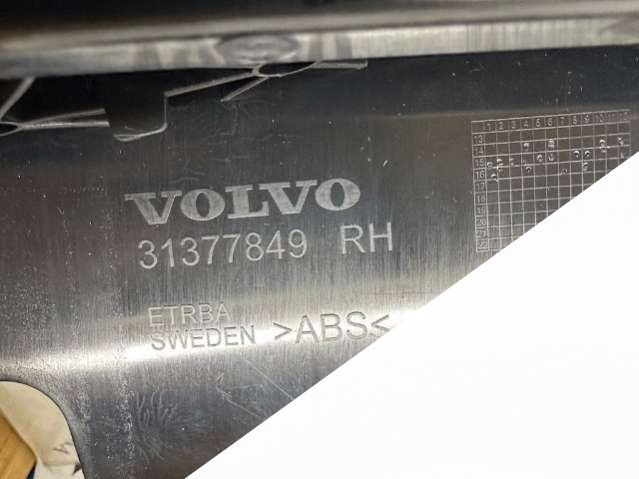 VOLVO
31377849 RH
ETRBA
SWEDEN >ABS<